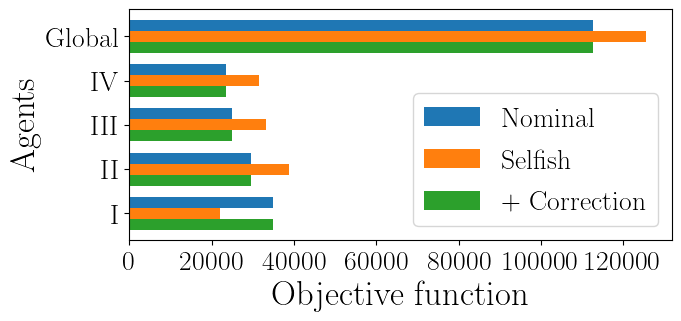 Agents
Global
IV
III
II
I
Nominal
Selfish
+ Correction
0 20000 40000 60000 80000 100000 120000
Objective function